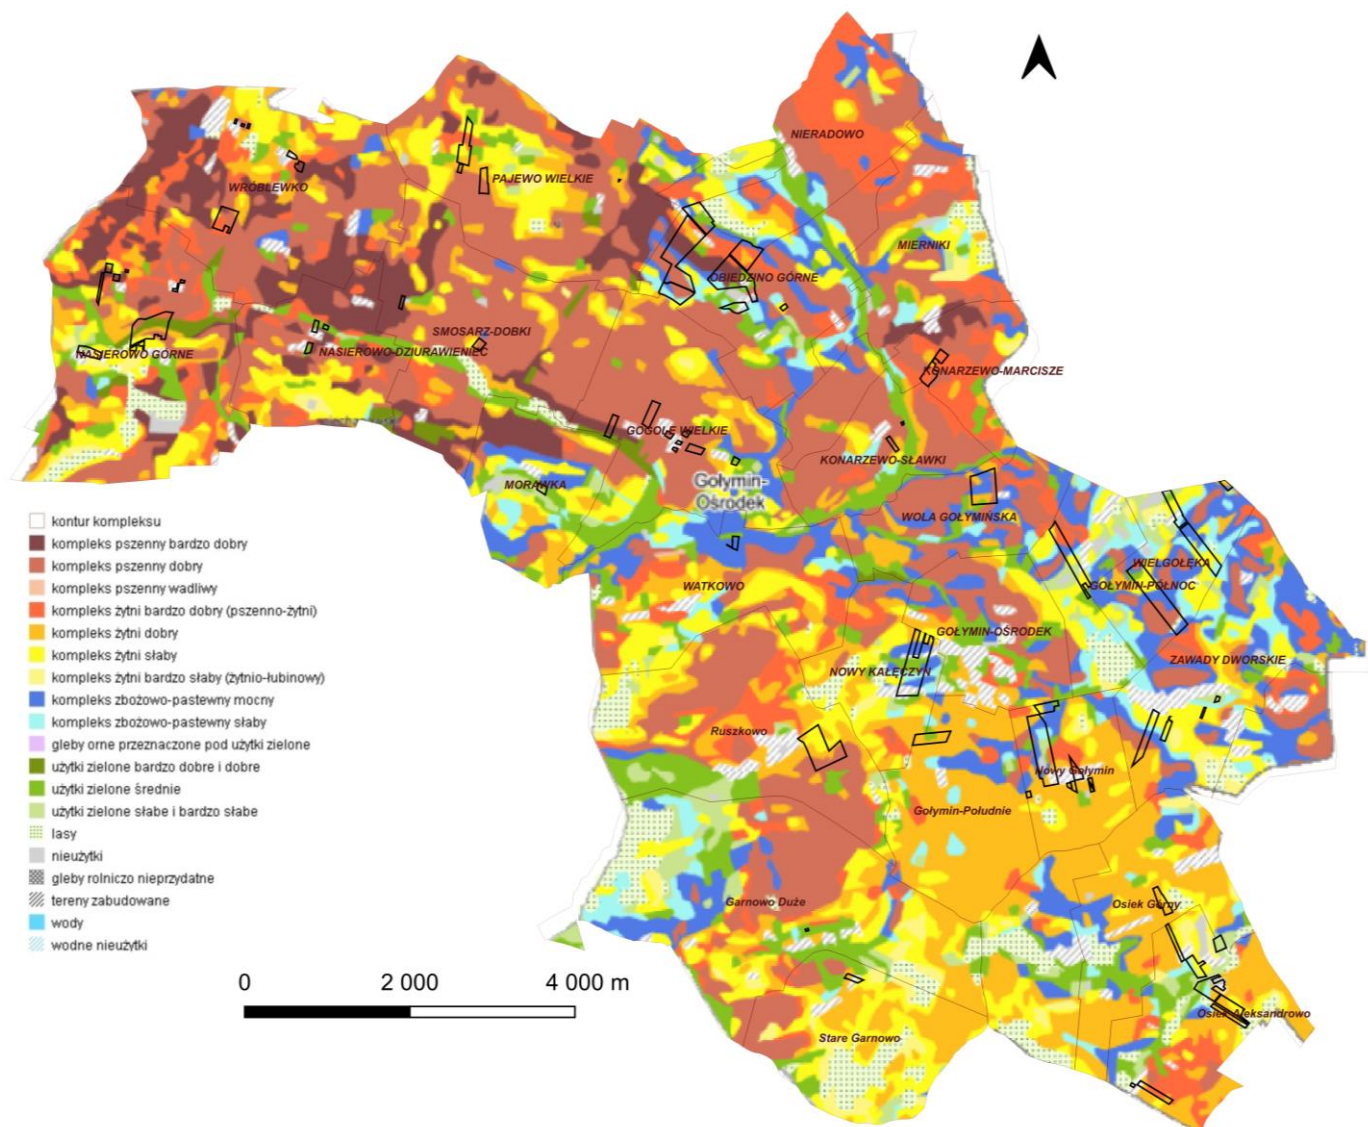 NIERADOWO
WRÓBLEWKO
PAJEWO WIELKIE
MIERNIKI
OBIEDZINO GÓRNE
SMOSARZ-DOBKI
NASIEROWO GÓRNE
NASIEROWO-DZIURAWIENIEC
KONARZEWO-MARCISZE
GOGOLE WIELKIE
KONARZEWO-SŁAWKI
MORAWKA
Gołymin-
Ośrodek
WOLA GOŁYMIŃSKA
WIELGOŁĘKA
GOŁYMIN-PÓŁNOC
WATKOWO
GOŁYMIN-OŚRODEK
ZAWADY DWORSKIE
NOWY KAŁĘCZYN
Ruszkowo
Nowy Gołymin
Gołymin-Południe
Garnowo Duże
Osiek Górny
Osiek-Aleksandrowo
Stare Garnowo
kontur kompleksu
kompleks pszenny bardzo dobry
kompleks pszenny dobry
kompleks pszenny wadliwy
kompleks żytni bardzo dobry (pszenno-żytni)
kompleks żytni dobry
kompleks żytni słaby
kompleks żytni bardzo słaby (żytnio-łubinowy)
kompleks zbożowo-pastewny mocny
kompleks zbożowo-pastewny słaby
gleby orne przeznaczone pod użytki zielone
użytki zielone bardzo dobre i dobre
użytki zielone średnie
użytki zielone słabe i bardzo słabe
lasy
nieużytki
gleby rolniczo nieprzydatne
tereny zabudowane
wody
wodne nieużytki
0 2 000 4 000 m